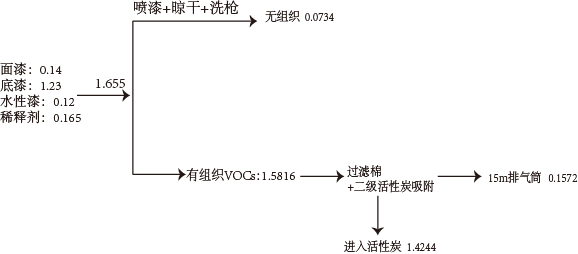 喷漆+晾干+洗枪
无组织 0.0734
面漆：0.14
底漆：1.23
水性漆：0.12
稀释剂：0.165
1.655
有组织VOCs:1.5816
过滤棉
+二级活性炭吸附
15m排气筒 0.1572
进入活性炭 1.4244